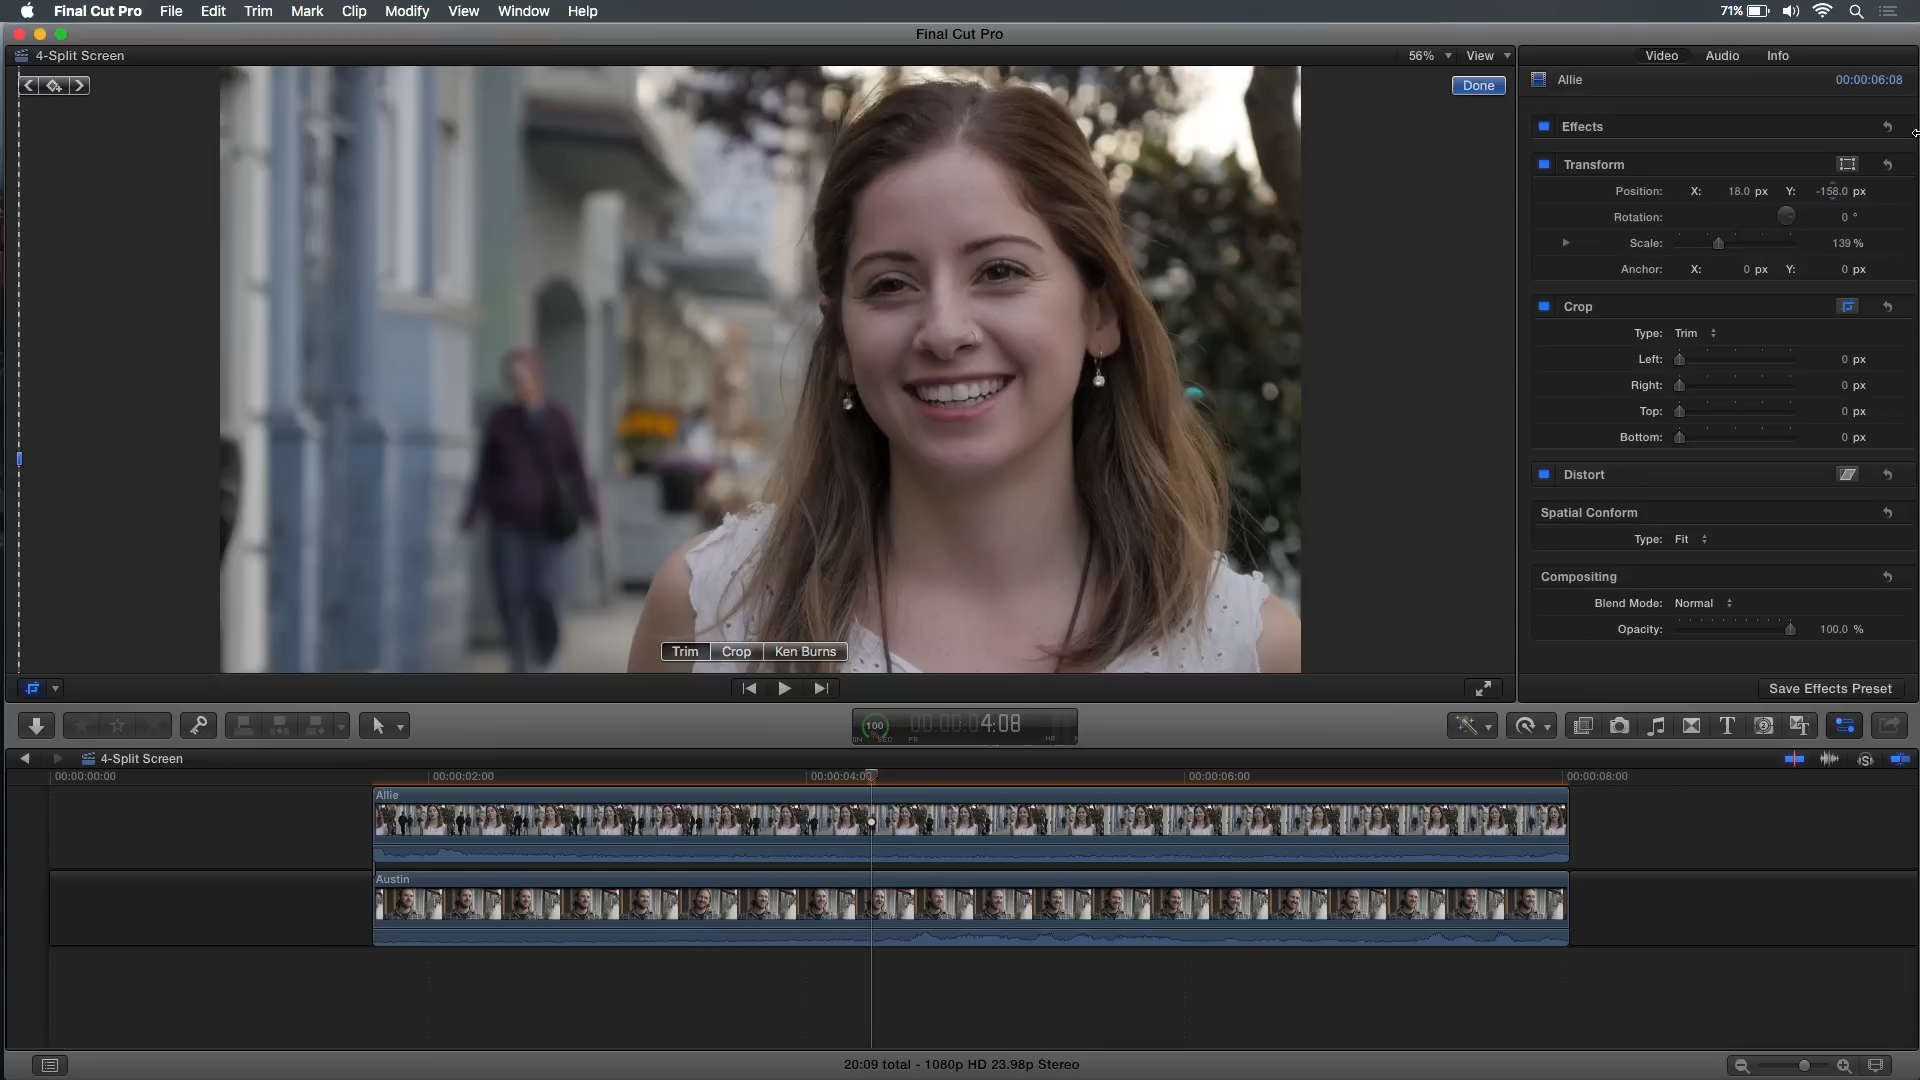 Final Cut Pro File Edit Trim Mark Clip Modify View Window Help 71%
Final Cut Pro
4-Split Screen 56% View Video Audio Info
Allie 00:00:06:08
Done
Effects
Transform
Position: X: 18.0 px Y: -158.0 px
Rotation: 0 °
Scale: 139 %
Anchor: X: 0 px Y: 0 px
Crop
Type: Trim
Left: 0 px
Right: 0 px
Top: 0 px
Bottom: 0 px
Distort
Spatial Conform
Type: Fit
Compositing
Blend Mode: Normal
Opacity: 100.0 %
Trim Crop Ken Burns
Save Effects Preset
100 % 00:00:04:08
SEC FR HR
4-Split Screen
00:00:00:00 00:00:02:00 00:00:04:00 00:00:06:00 00:00:08:00
Allie
Austin
20:09 total - 1080p HD 23.98p Stereo